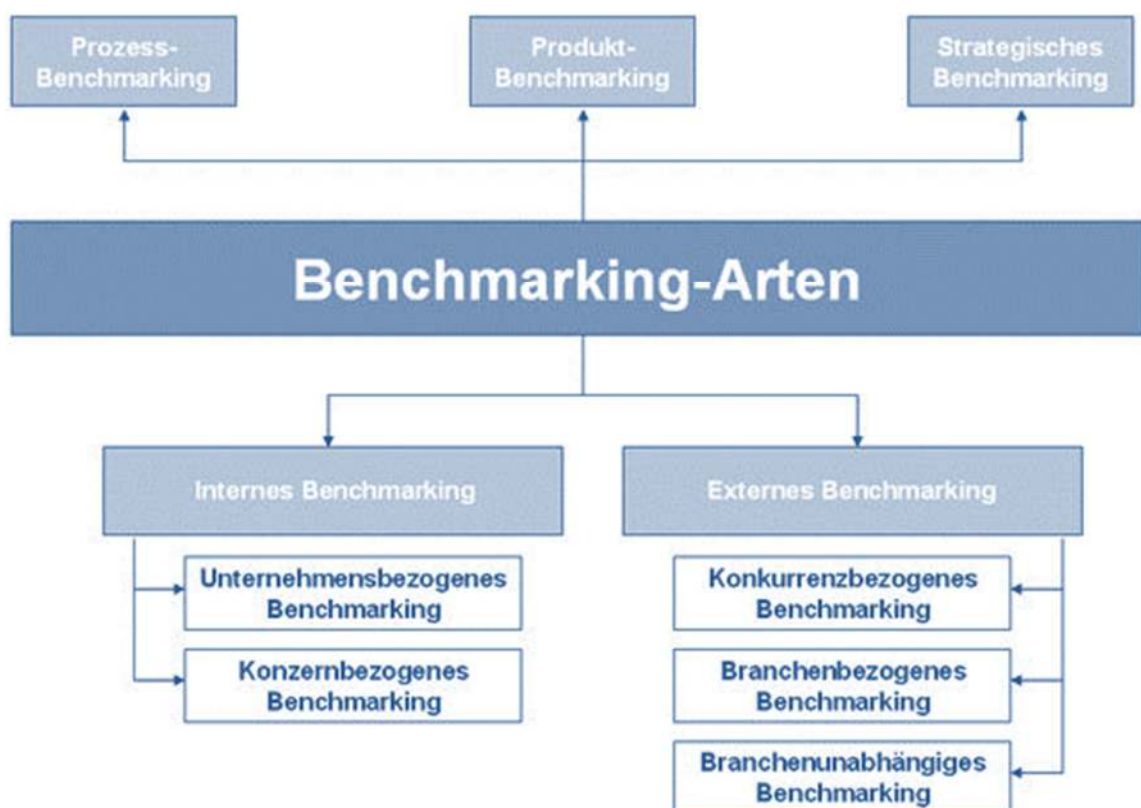 Prozess-
Benchmarking
Produkt-
Benchmarking
Strategisches
Benchmarking
Benchmarking-Arten
Internes Benchmarking
Externes Benchmarking
Unternehmensbezogenes
Benchmarking
Konzernbezogenes
Benchmarking
Konkurrenzbezogenes
Benchmarking
Branchenbezogenes
Benchmarking
Branchenunabhängiges
Benchmarking